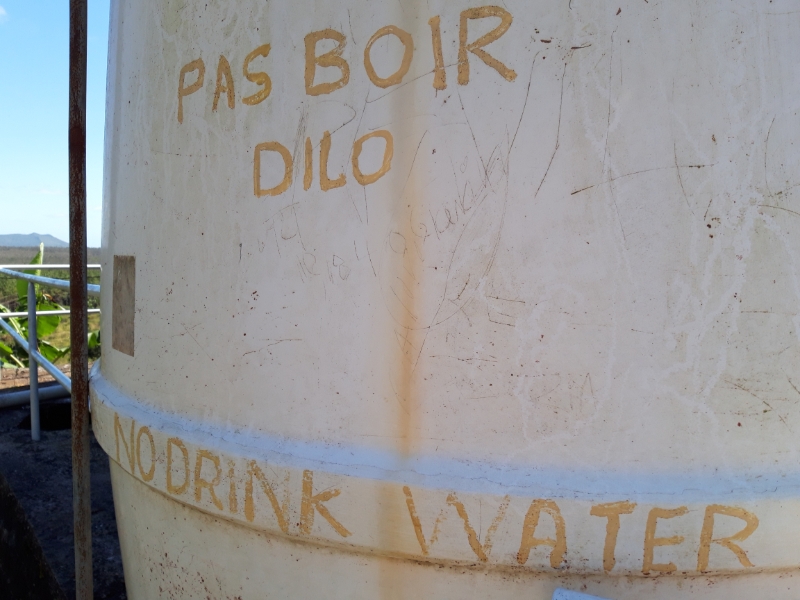 PAS BOIR
DILO
NO DRINK WATER